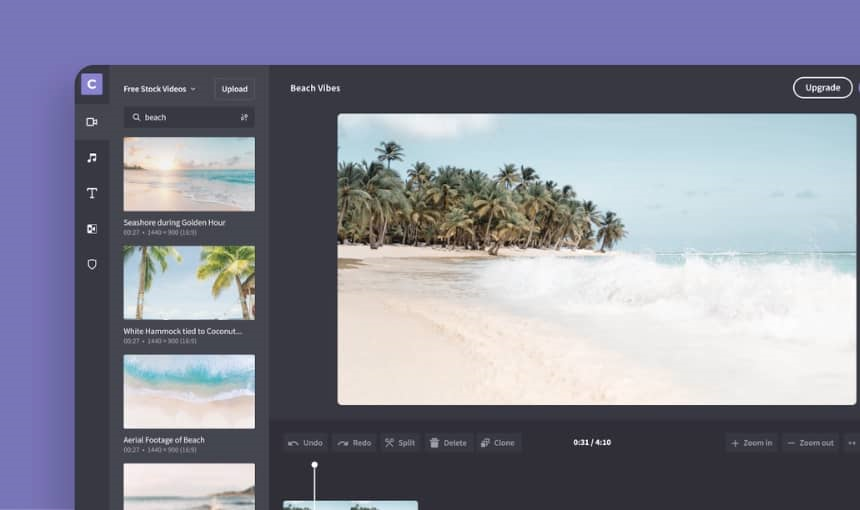 C
Free Stock Videos
Upload
beach
Seashore during Golden Hour
00:27 • 1440 × 900 (16:9)
White Hammock tied to Coconut...
00:27 • 1440 × 900 (16:9)
Aerial Footage of Beach
00:27 • 1440 × 900 (16:9)
Beach Vibes
Upgrade
Undo
Redo
Split
Delete
Clone
0:31 / 4:10
+ Zoom in
− Zoom out